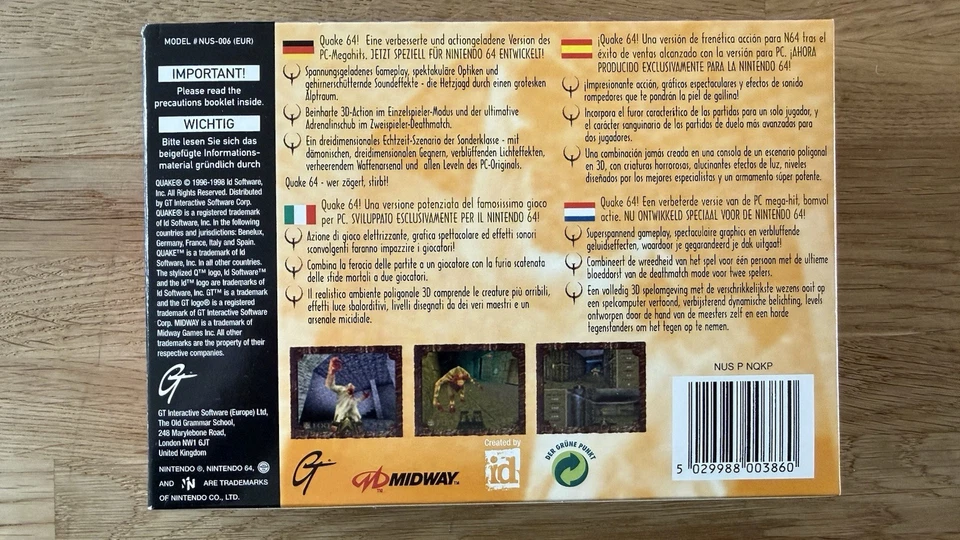 MODEL # NUS-006 (EUR)
IMPORTANT!
Please read the
precautions booklet inside.
WICHTIG
Bitte lesen Sie sich das
beigefügte Informations-
material gründlich durch
QUAKE® © 1996-1998 Id Software,
Inc. All Rights Reserved. Distributed
by GT Interactive Software Corp.
QUAKE® is a registered trademark
of Id Software, Inc. in the following
countries and jurisdictions: Benelux,
Germany, France, Italy and Spain.
QUAKE™ is a trademark of Id
Software, Inc. in all other countries.
The stylized Q™ logo, Id Software™
and the Id™ logo are trademarks of
Id Software, Inc. GT™ is a trademark
and the GT logo® is a registered
trademark of GT Interactive Software
Corp. MIDWAY is a trademark of
Midway Games Inc. All other
trademarks are the property of their
respective companies.
GT
GT Interactive Software (Europe) Ltd,
The Old Grammar School,
248 Marylebone Road,
London NW1 6JT
United Kingdom
NINTENDO ®, NINTENDO 64,
AND N ARE TRADEMARKS
OF NINTENDO CO., LTD.
Quake 64! Eine verbesserte und actiongeladene Version des
PC-Megahits. JETZT SPEZIELL FÜR NINTENDO 64 ENTWICKELT!
Spannungsgeladenes Gameplay, spektakuläre Optiken und
gehirnerschütternde Soundeffekte - die Hetzjagd durch einen grotesken
Alptraum.
Beinharte 3D-Action im Einzelspieler-Modus und der ultimative
Adrenalinschub im Zweispieler-Deathmatch.
Ein dreidimensionales Echtzeit-Szenario der Sonderklasse - mit
dämonischen, dreidimensionalen Gegnern, verblüffenden Lichteffekten,
verheerendem Waffenarsenal und allen Leveln des PC-Originals.
Quake 64 - wer zögert, stirbt!
¡Quake 64! Una versión de frenética acción para N64 tras el
éxito de ventas alcanzado con la versión para PC. ¡AHORA
PRODUCIDO EXCLUSIVAMENTE PARA LA NINTENDO 64!
¡Impresionante acción, gráficos espectaculares y efectos de sonido
rompedores que te pondrán la piel de gallina!
Incorpora el furor característico de las partidas para un solo jugador, y
el carácter sanguinario de las partidas de duelo más avanzadas para
dos jugadores.
Una combinación jamás creada en una consola de un escenario poligonal
en 3D, con criaturas horrorosas, alucinantes efectos de luz, niveles
diseñados por los mejores especialistas y un armamento súper potente.
Quake 64! Una versione potenziata del famosissimo gioco
per PC. SVILUPPATO ESCLUSIVAMENTE PER IL NINTENDO 64!
Azione di gioco elettrizzante, grafica spettacolare ed effetti sonori
sconvolgenti faranno impazzire i giocatori!
Combina la ferocia delle partite a un giocatore con la furia scatenata
delle sfide mortali a due giocatori.
Il realistico ambiente poligonale 3D comprende le creature più orribili,
effetti luce sbalorditivi, livelli disegnati da dei veri maestri e un
arsenale micidiale.
Quake 64! Een verbeterde versie van de PC mega-hit, bomvol
actie. NU ONTWIKKELD SPECIAAL VOOR DE NINTENDO 64!
Superspannend gameplay, spectaculaire graphics en verbluffende
geluidseffecten, waardoor je gegarandeerd je dak uitgaat!
Combineert de wreedheid van het spel voor één persoon met de ultieme
bloeddorst van de deathmatch mode voor twee spelers.
Een volledig 3D spelomgeving met de verschrikkelijkste wezens ooit op
een spelcomputer vertoond, verbijsterend dynamische belichting, levels
ontworpen door de hand van de meesters zelf en een harde
tegenstanders om het tegen op te nemen.
GT
MIDWAY™
Created by
id
DER GRÜNE PUNKT
NUS P NQKP
5 029988 003860